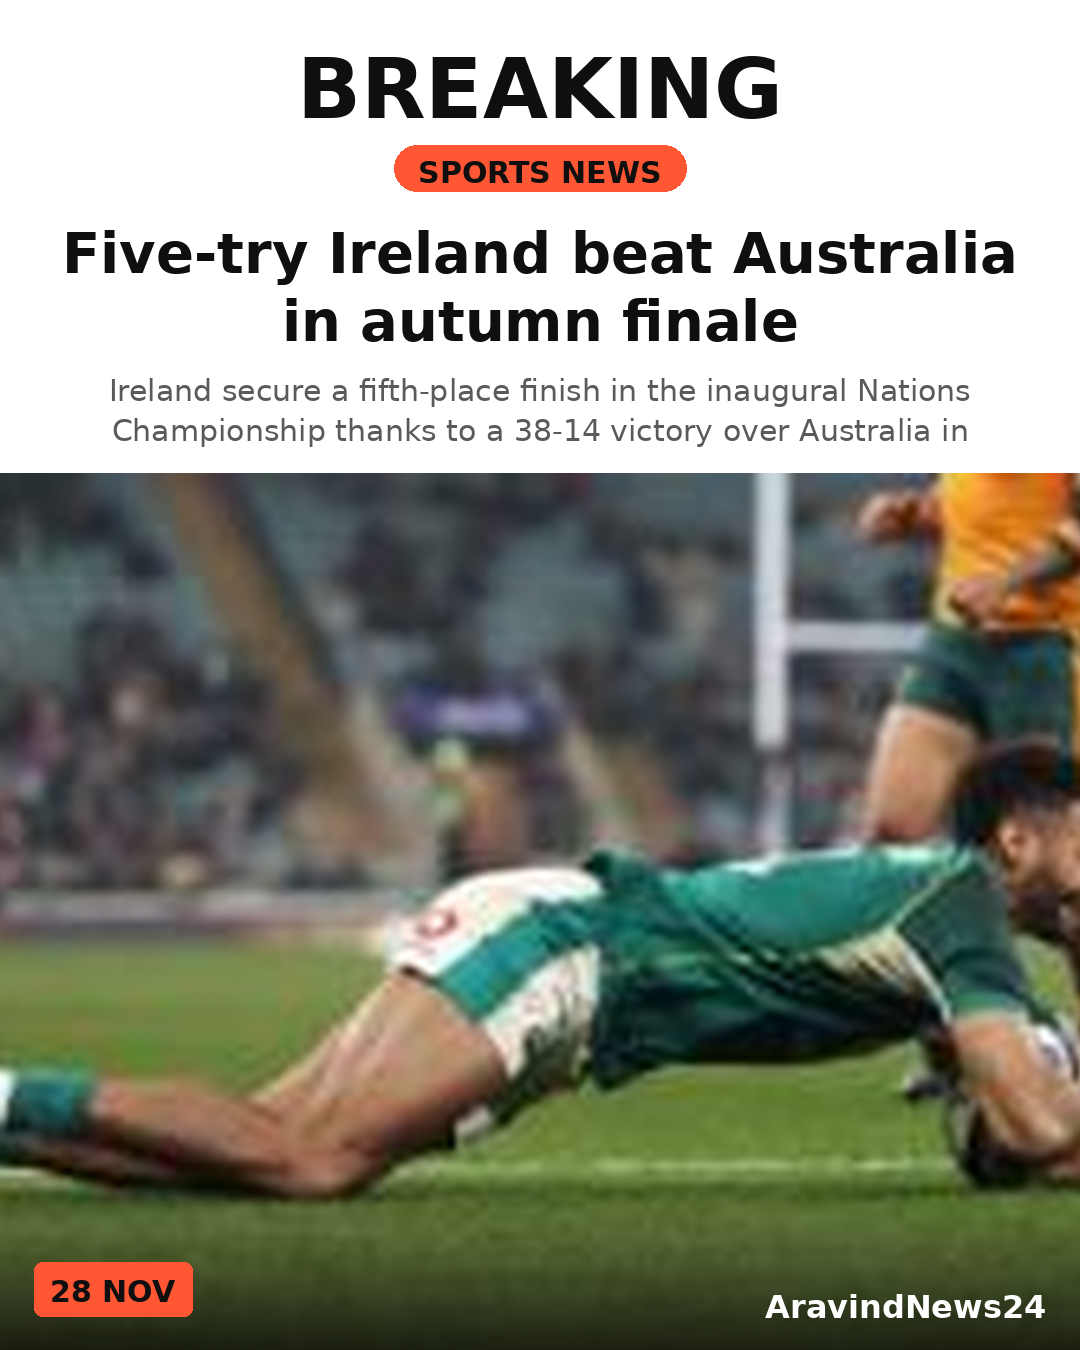 BREAKING
SPORTS NEWS
Five-try Ireland beat Australia
in autumn finale
Ireland secure a fifth-place finish in the inaugural Nations
Championship thanks to a 38-14 victory over Australia in
28 NOV
AravindNews24